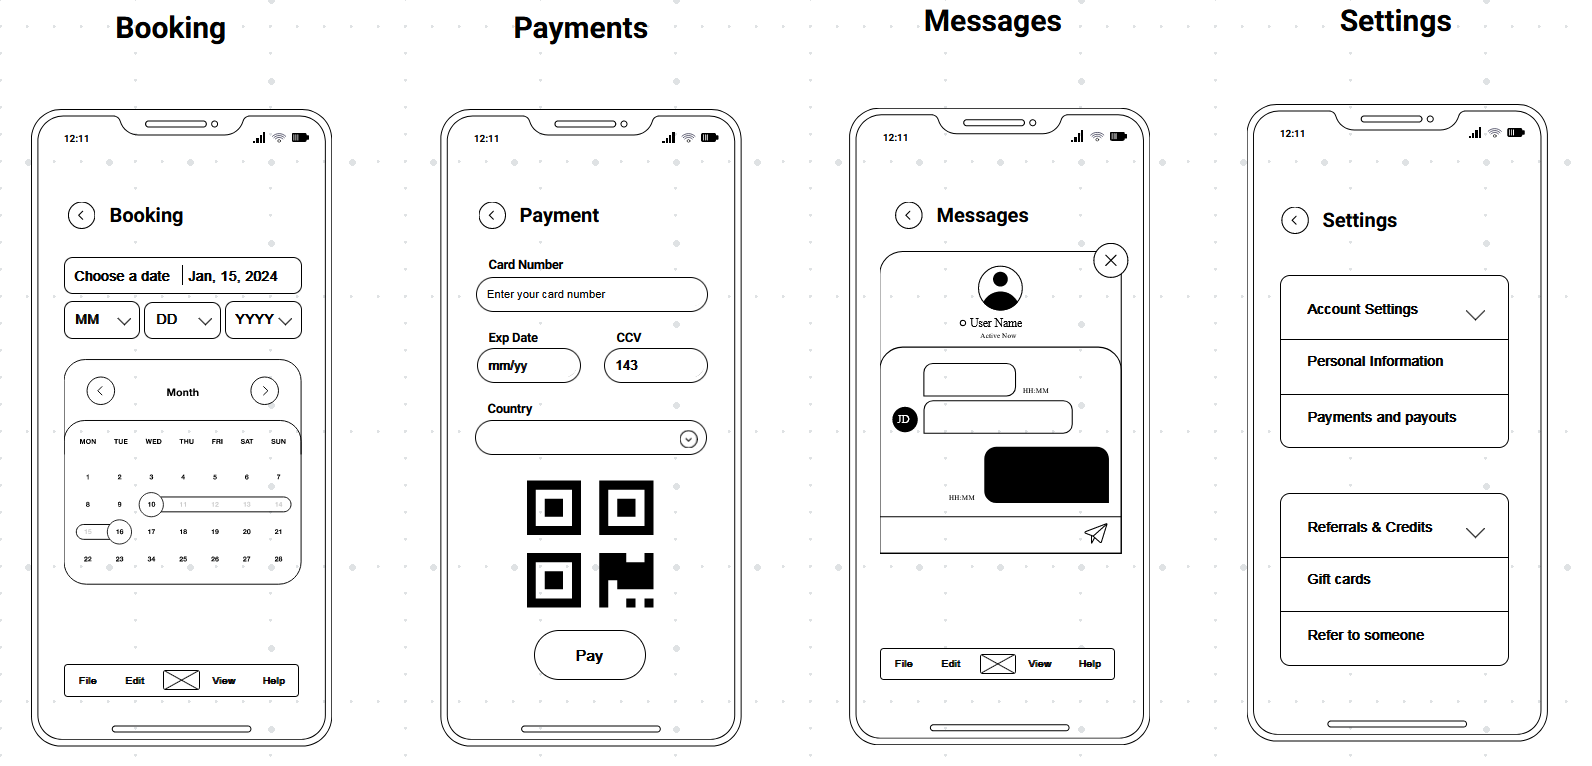 Booking
12:11
Booking
Choose a date | Jan, 15, 2024
MM DD YYYY
Month
MON TUE WED THU FRI SAT SUN
1 2 3 4 5 6 7
8 9 10 11 12 13 14
15 16 17 18 19 20 21
22 23 34 25 26 27 28
File Edit View Help
Payments
12:11
Payment
Card Number
Enter your card number
Exp Date CCV
mm/yy 143
Country
Pay
Messages
12:11
Messages
User Name
Active Now
HH:MM
JD
HH:MM
File Edit View Help
Settings
12:11
Settings
Account Settings
Personal Information
Payments and payouts
Referrals & Credits
Gift cards
Refer to someone